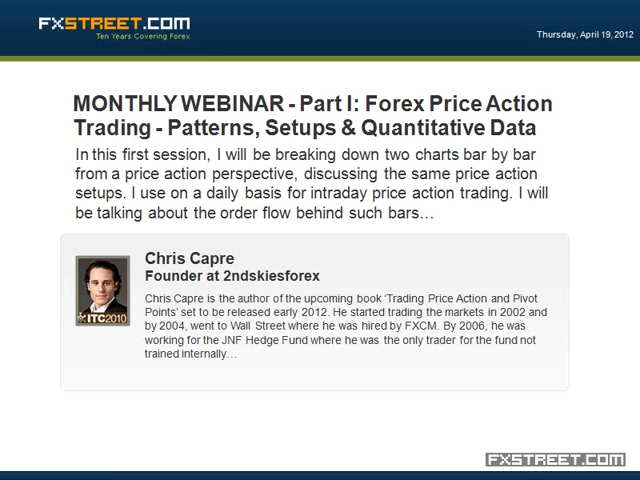 FXSTREET.COM
Ten Years Covering Forex
Thursday, April 19, 2012
MONTHLY WEBINAR - Part I: Forex Price Action
Trading - Patterns, Setups & Quantitative Data
In this first session, I will be breaking down two charts bar by bar
from a price action perspective, discussing the same price action
setups. I use on a daily basis for intraday price action trading. I will
be talking about the order flow behind such bars…
Chris Capre
Founder at 2ndskiesforex
Chris Capre is the author of the upcoming book 'Trading Price Action and Pivot
Points' set to be released early 2012. He started trading the markets in 2002 and
by 2004, went to Wall Street where he was hired by FXCM. By 2006, he was
working for the JNF Hedge Fund where he was the only trader for the fund not
trained internally…
ITC2010
FXSTREET.COM